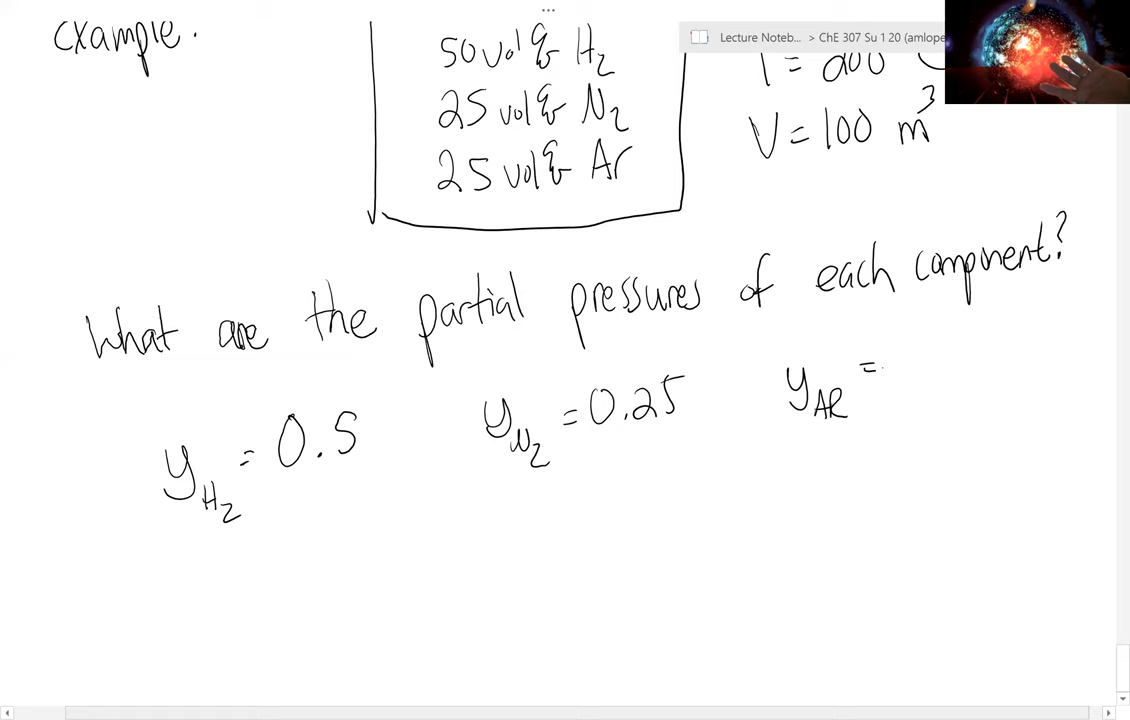 example.
50 vol % H2
25 vol % N2
25 vol % Ar
Lecture Noteb... > ChE 307 Su 1 20 (amlope
T = 200
V = 100 m³
What are the partial pressures of each component?
yH2 = 0.5 yN2 = 0.25 yAR =